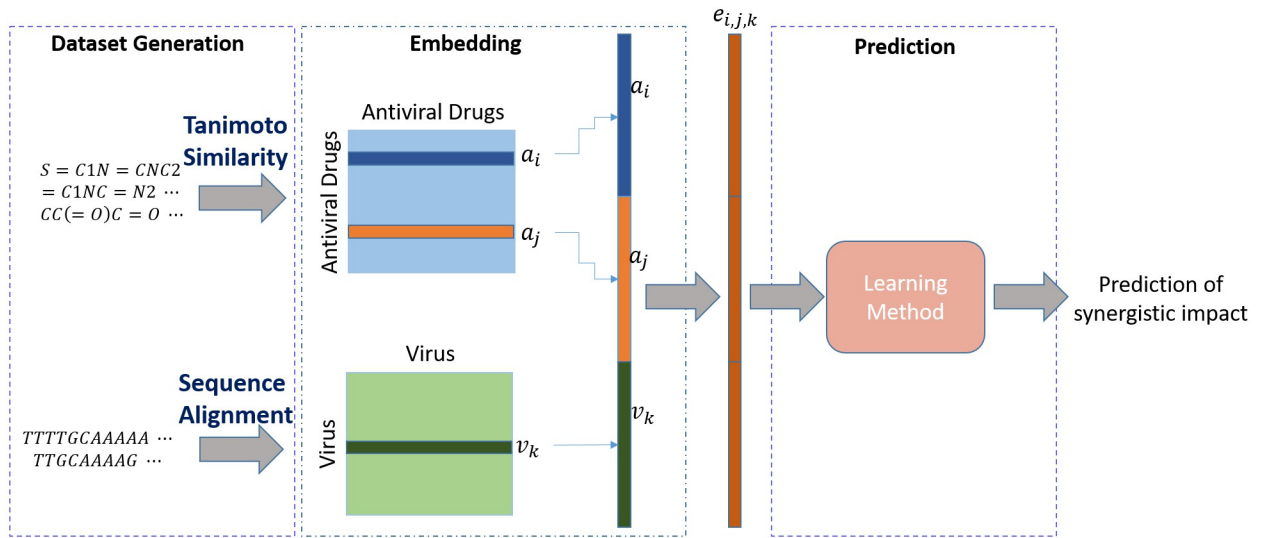 Dataset Generation
Embedding
e_{i,j,k}
Prediction
Tanimoto
Similarity
S = C1N = CNC2
= C1NC = N2 ⋯
CC(= O)C = O ⋯
Antiviral Drugs
Antiviral Drugs
a_i
a_j
a_i
a_j
Learning
Method
Prediction of
synergistic impact
Sequence
Alignment
TTTTGCAAAAA ⋯
TTGCAAAAG ⋯
Virus
Virus
v_k
v_k